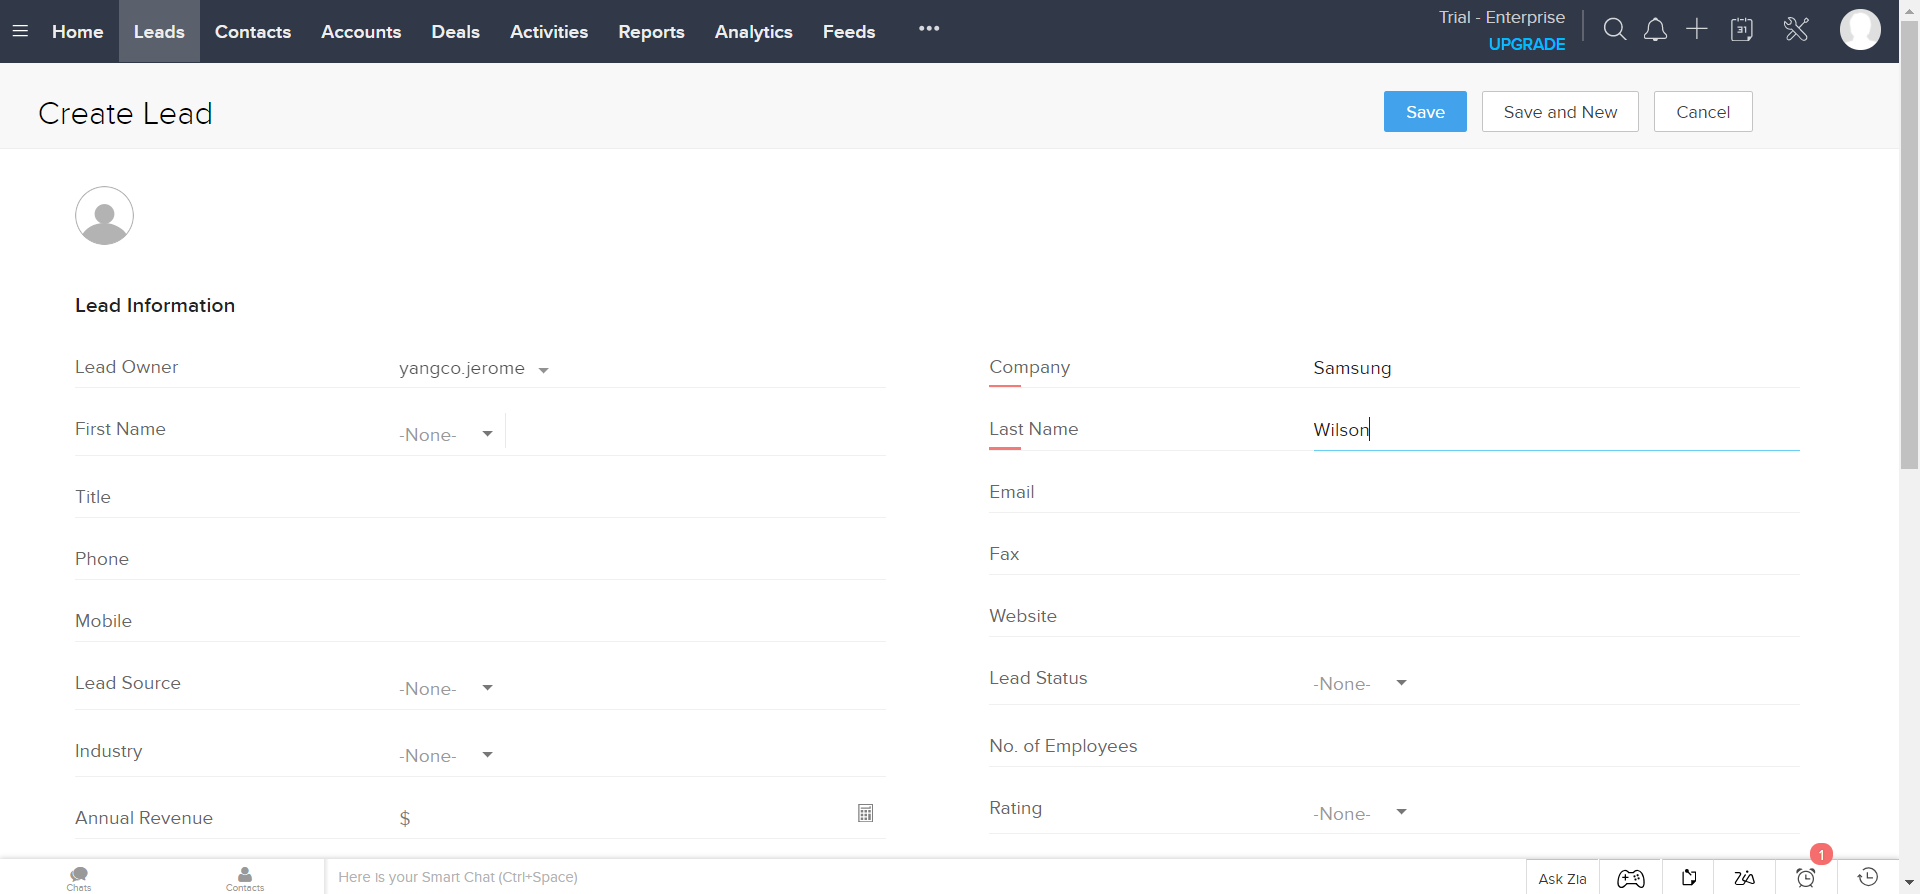 Home Leads Contacts Accounts Deals Activities Reports Analytics Feeds •••
Trial - Enterprise
UPGRADE
31
Create Lead
Save Save and New Cancel
Lead Information
Lead Owner yangco.jerome
Company Samsung
First Name -None-
Last Name Wilson
Title
Email
Phone
Fax
Mobile
Website
Lead Source -None-
Lead Status -None-
Industry -None-
No. of Employees
Annual Revenue $
Rating -None-
Chats
Contacts
Here is your Smart Chat (Ctrl+Space)
Ask Zia
1